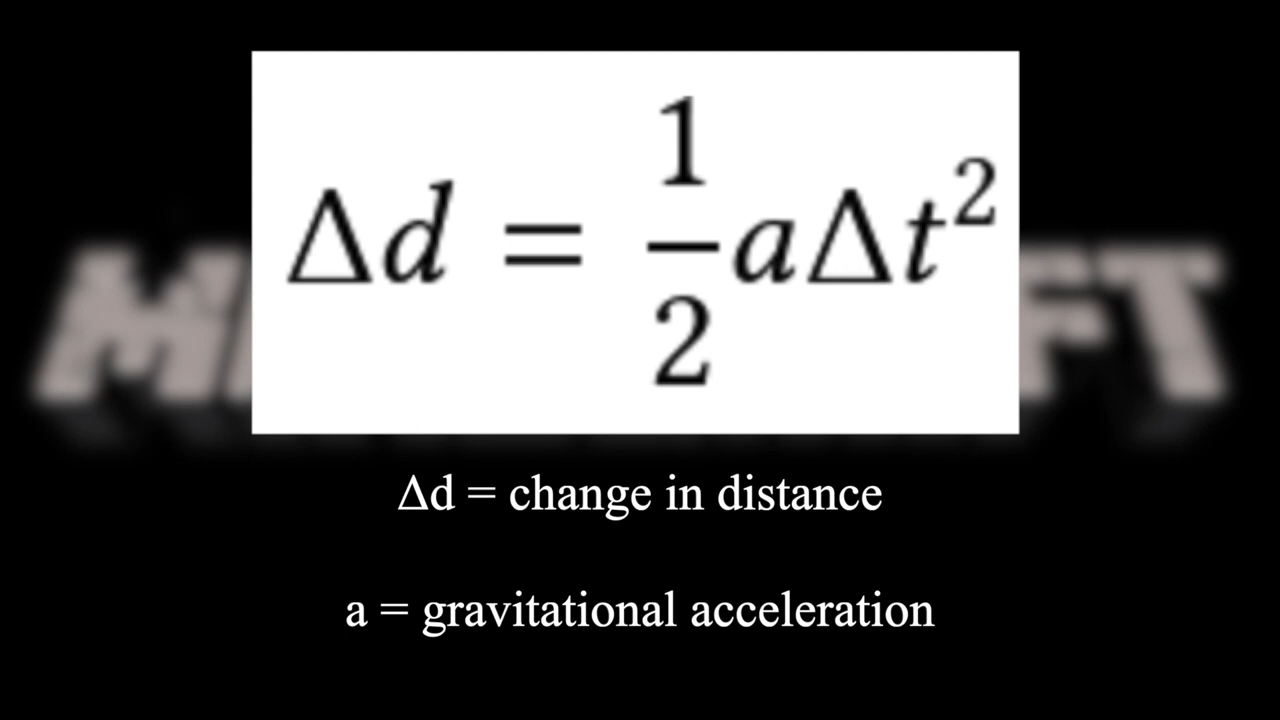 Δd = 1/2 aΔt²
Δd = change in distance
a = gravitational acceleration